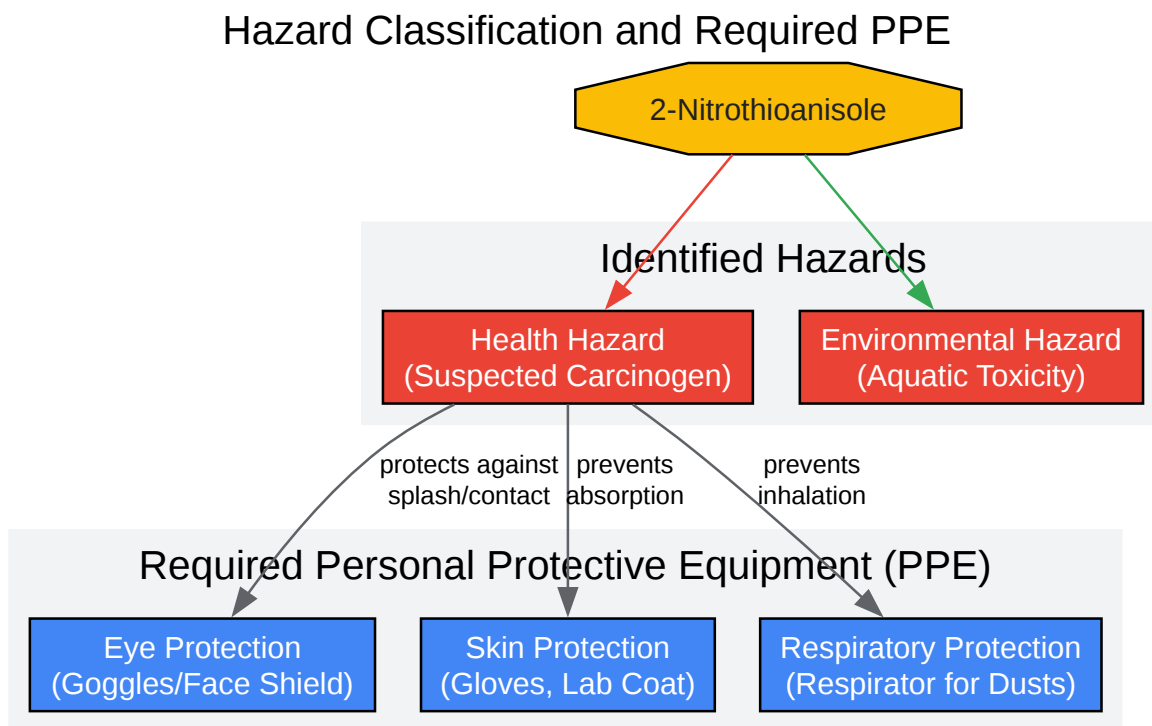 Hazard Classification and Required PPE
2-Nitrothioanisole
Identified Hazards
Health Hazard
(Suspected Carcinogen)
Environmental Hazard
(Aquatic Toxicity)
protects against
splash/contact
prevents
absorption
prevents
inhalation
Required Personal Protective Equipment (PPE)
Eye Protection
(Goggles/Face Shield)
Skin Protection
(Gloves, Lab Coat)
Respiratory Protection
(Respirator for Dusts)